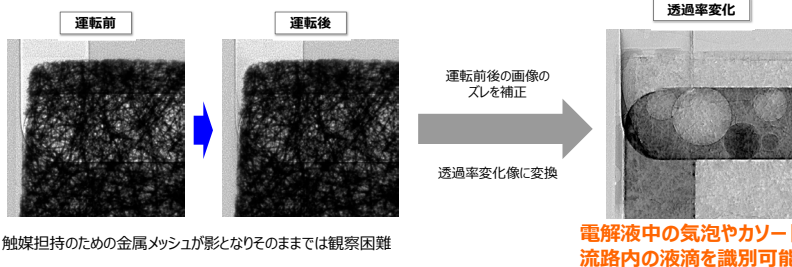 運転前
運転後
透過率変化
運転前後の画像の
ズレを補正
透過率変化像に変換
触媒担持のための金属メッシュが影となりそのままでは観察困難
電解液中の気泡やカソード
流路内の液滴を識別可能